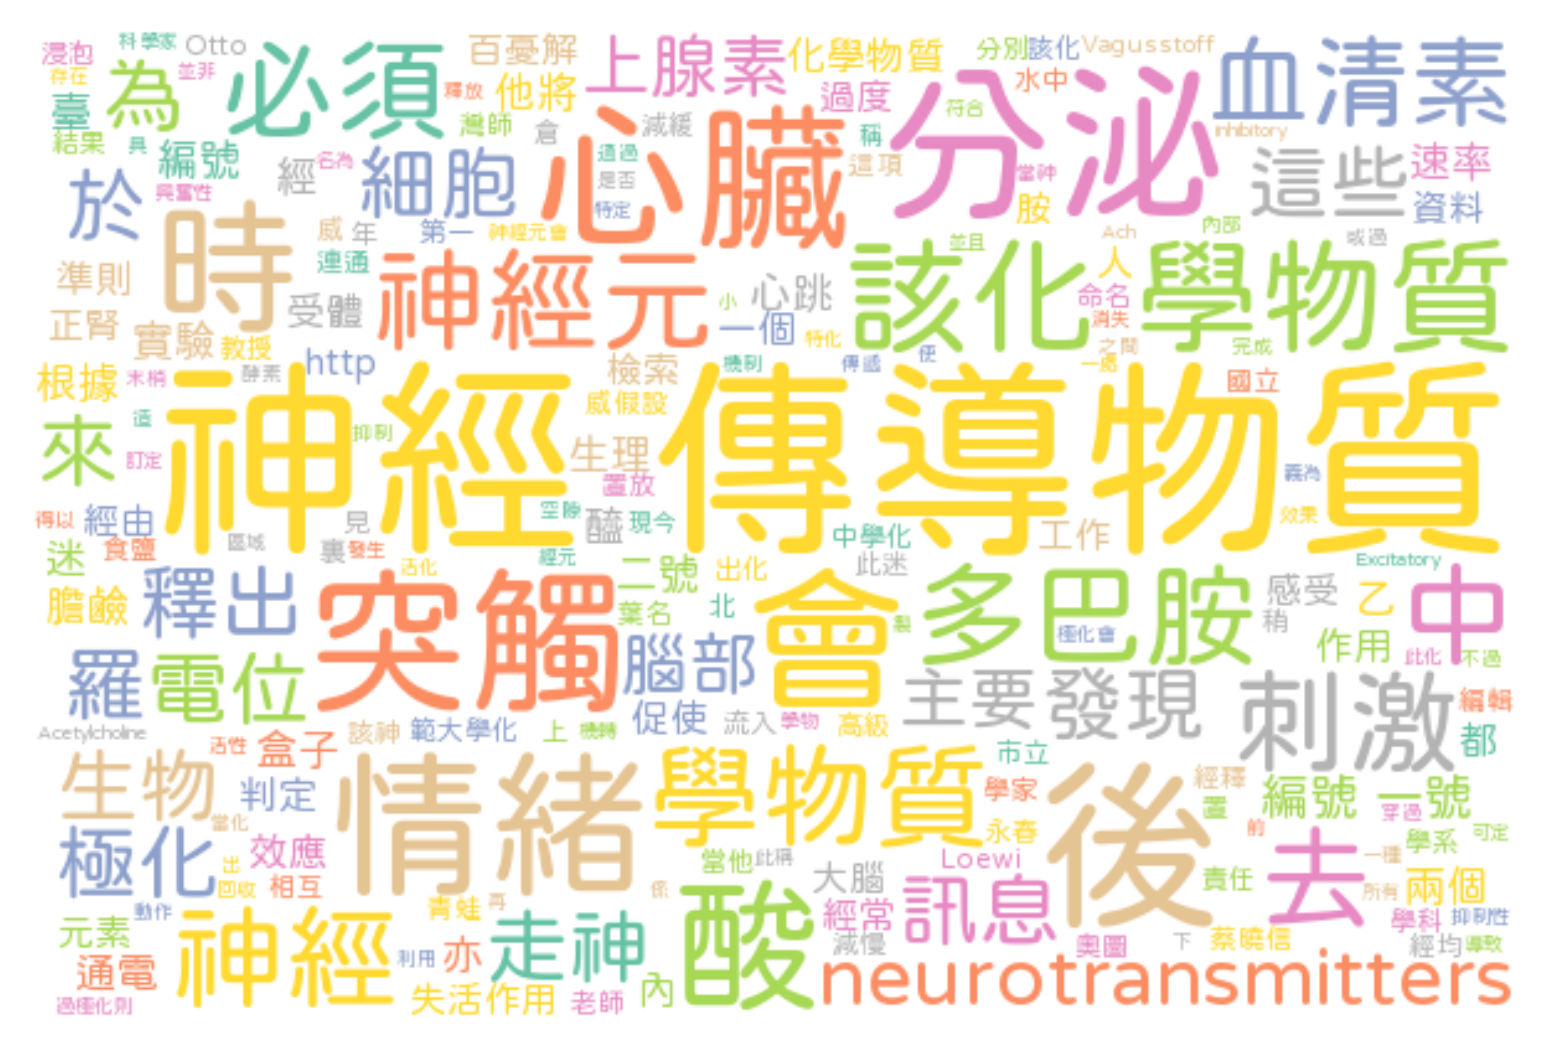 浸泡
科學家
Otto
百憂解
上腺素
化學物質
分別
該化
Vagusstoff
血清素
存在
為
並非
必須
釋放
他將
過度
水中
符合
分泌
臺
灣師
倉
減緩
稱
inhibitory
結果
具
編號
經
名為
細胞
通過
心臟
這項
當神
這些
速率
興奮性
是否
於
時
特定
胺
資料
威
年
第一
神經元會
並且
Ach
內部
或過
準則
連通
神經元
小
心跳
該化
人
學物質
正腎
受體
一個
命名
消失
實驗
教授
http
特化
根據
末梢
酵素
檢索
機制
傳遞
便
一處
之間
完成
國立
威假設
來
造
神經傳導物質
抑制
訂定
生理
義為
置放
得以
經由
見
空隙
醯
現今
工作
效果
迷
食鹽
區域
裏
發生
中學化
活化
經元
此迷
Excitatory
膽鹼
釋出
突觸
二號
出化
會
多巴胺
感受
乙
中
葉名
北
製
極化會
稍
作用
此化
不過
羅
電位
腦部
主要
發現
刺激
編輯
促使
流入
學物
高級
都
Acetylcholine
活性
盒子
該神
範大學化
上
機轉
市立
生物
判定
情緒
學物質
學家
後
經釋
置
編號
一號
穿過
當化
永春
前
學系
可定
極化
效應
出
回收
相互
當他
此稱
大腦
Loewi
責任
去
一種
所有
兩個
動作
青蛙
再
係
酸
經常
訊息
學科
抑制性
元素
神經
利用
亦
走神
減慢
奧圖
下
蔡曉信
經均
導致
通電
過極化則
失活作用
老師
內
neurotransmitters